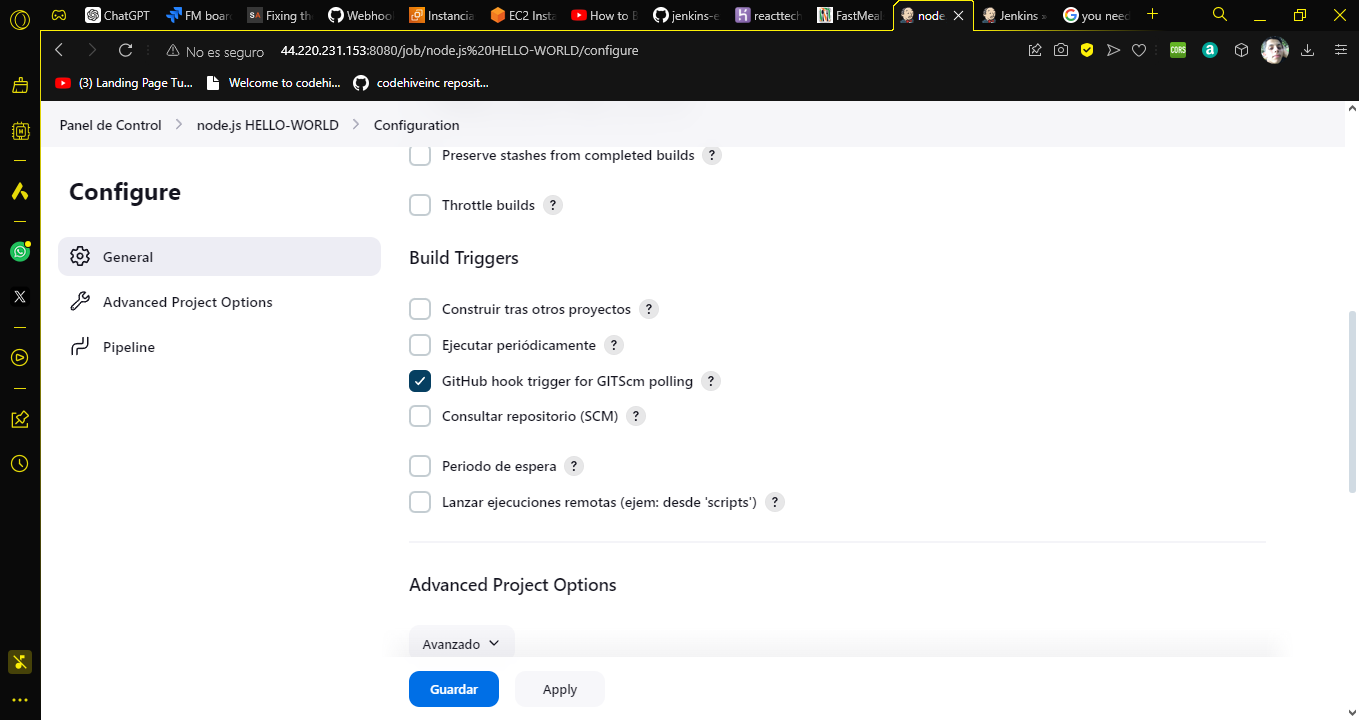 ChatGPT
FM boar
Fixing th
Webhoo
Instancia
EC2 Insta
How to B
jenkins-e
reacttech
FastMeal
node
Jenkins »
you need
No es seguro
44.220.231.153:8080/job/node.js%20HELLO-WORLD/configure
CORS
a
(3) Landing Page Tu...
Welcome to codehi...
codehiveinc reposit...
Panel de Control
node.js HELLO-WORLD
Configuration
Configure
General
Advanced Project Options
Pipeline
Preserve stashes from completed builds ?
Throttle builds ?
Build Triggers
Construir tras otros proyectos ?
Ejecutar periódicamente ?
GitHub hook trigger for GITScm polling ?
Consultar repositorio (SCM) ?
Periodo de espera ?
Lanzar ejecuciones remotas (ejem: desde 'scripts') ?
Advanced Project Options
Avanzado
Guardar
Apply